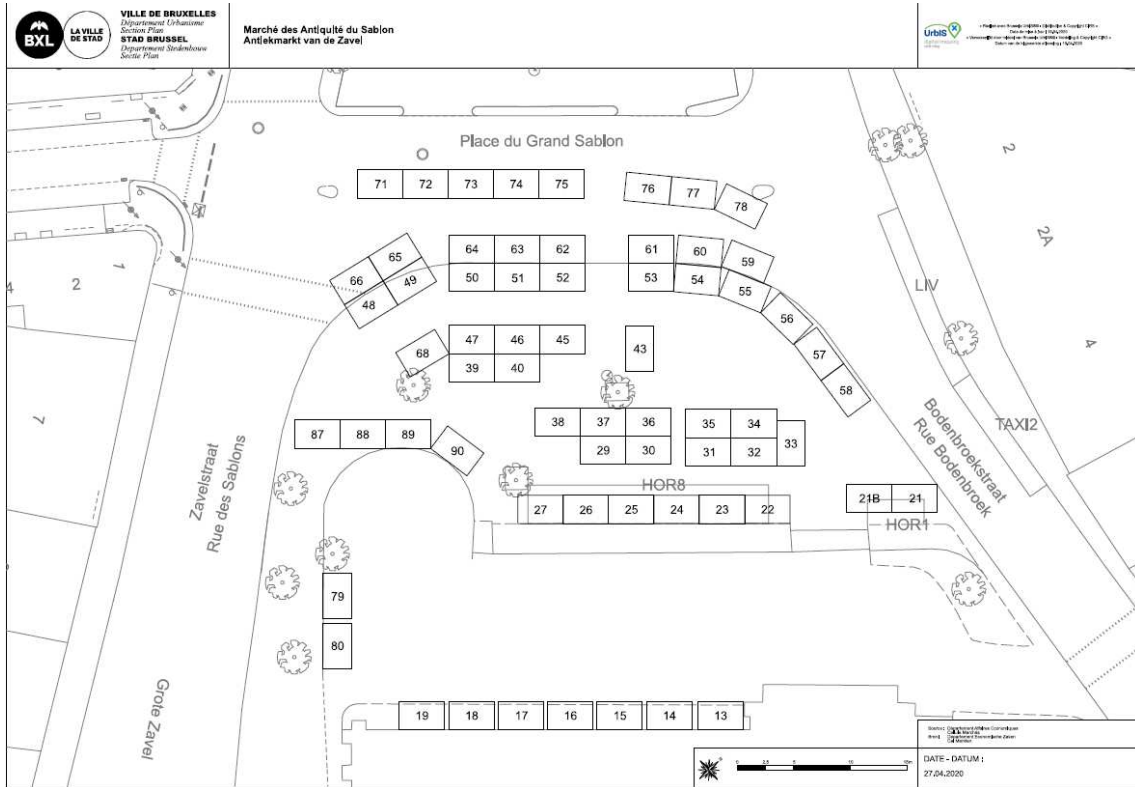 BXL
LA VILLE
DE STAD
VILLE DE BRUXELLES
Département Urbanisme
Section Plan
STAD BRUSSEL
Departement Stedenbouw
Sectie Plan
Marché des Antiquité du Sablon
Antiekmarkt van de Zavel
UrbIS
Place du Grand Sablon
71 72 73 74 75
76 77 78
64 63 62
61 60 59
65
66
50 51 52
53 54 55
49
48
56
57
58
47 46 45
43
68
39 40
38 37 36
35 34
33
29 30
31 32
87 88 89
90
HOR8
27 26 25 24 23 22
21B 21
HOR1
79
80
19 18 17 16 15 14 13
1
2
4
7
Zavelstraat
Rue des Sablons
Grote Zavel
2
2A
4
LIV
TAXI2
Bodenbroekstraat
Rue Bodenbroek
DATE - DATUM :
27.04.2020